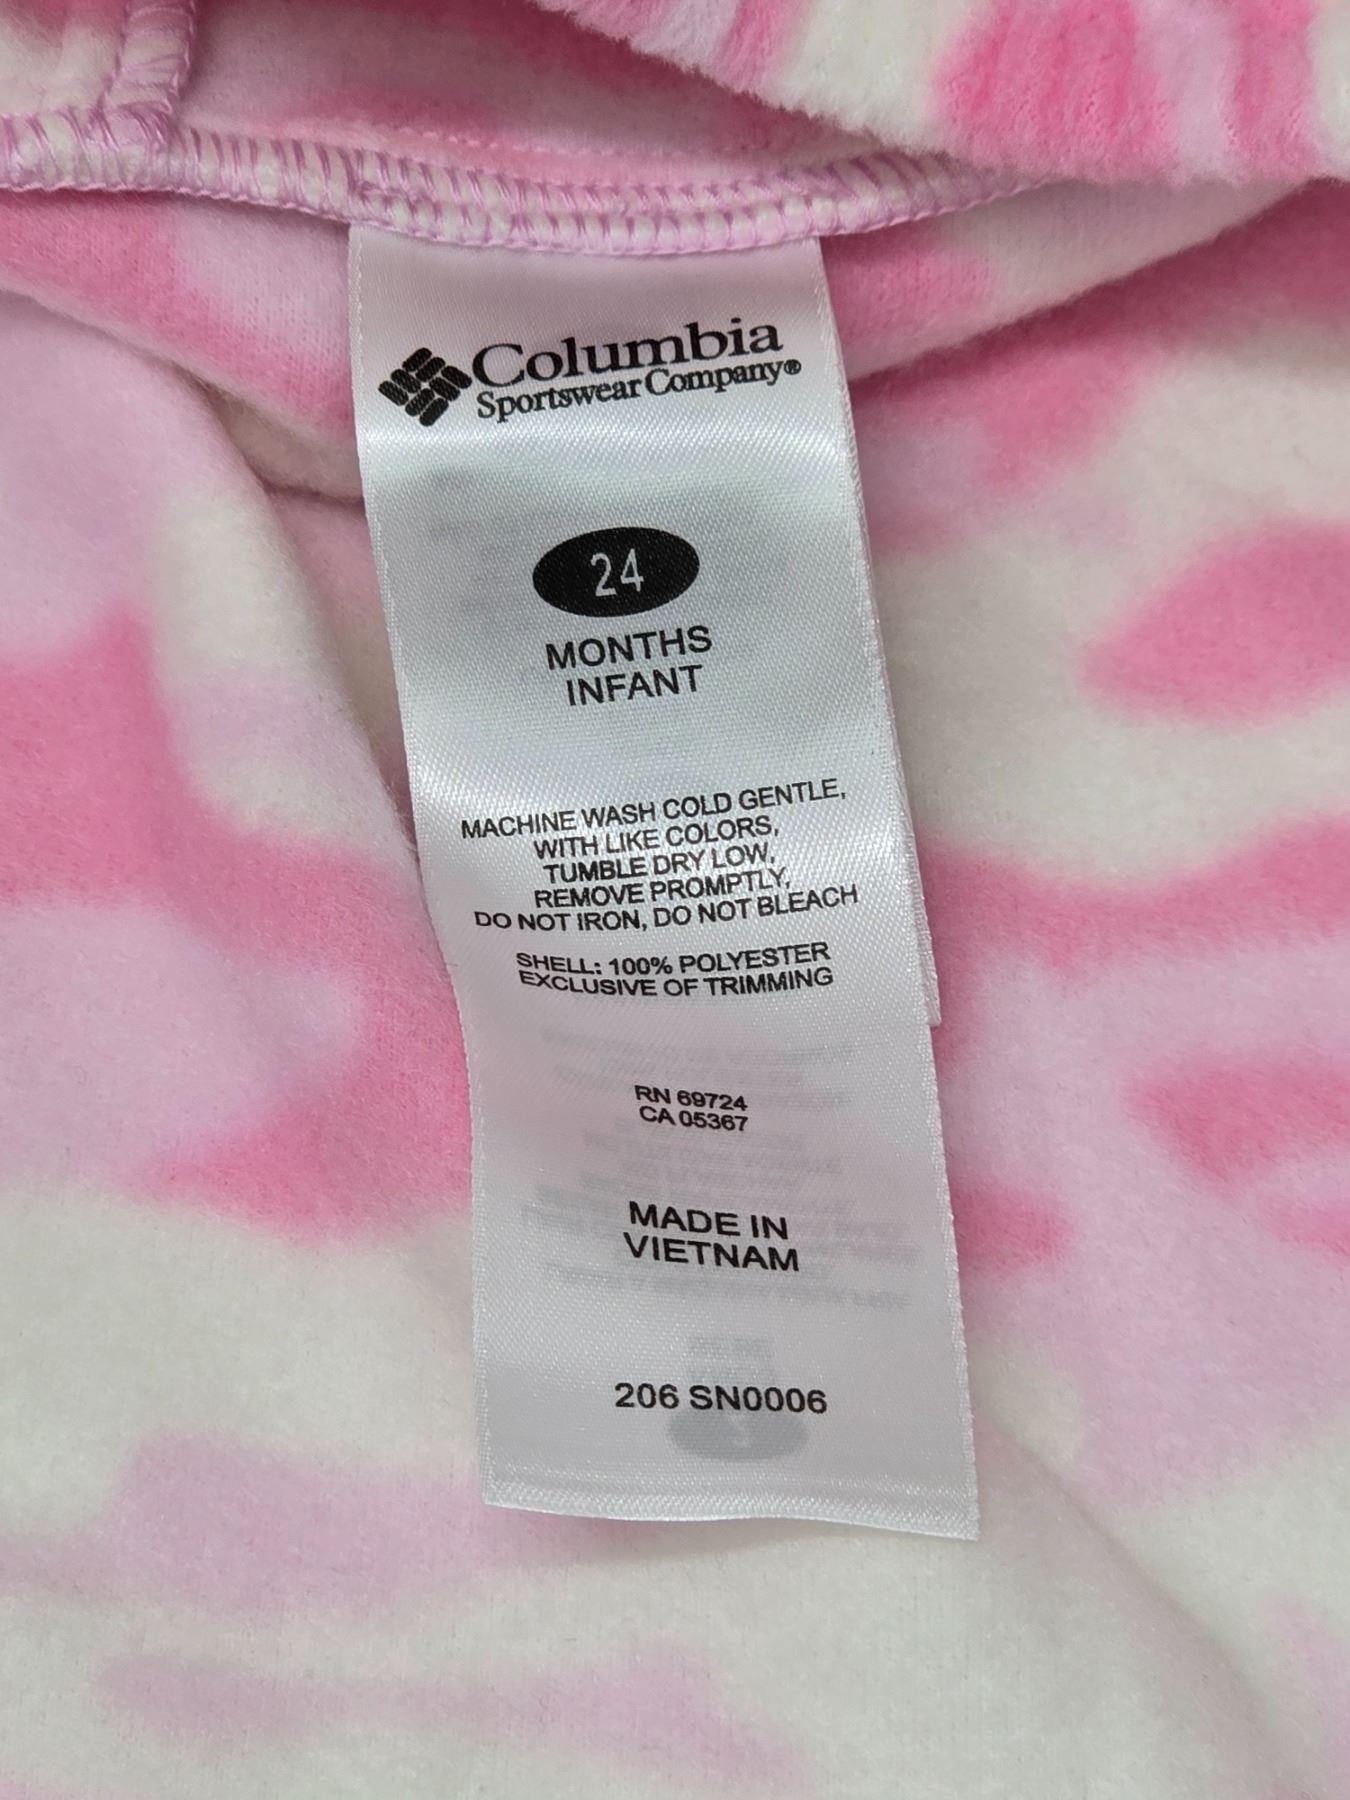 Columbia
Sportswear Company®
24
MONTHS
INFANT
MACHINE WASH COLD GENTLE,
WITH LIKE COLORS,
TUMBLE DRY LOW,
REMOVE PROMPTLY,
DO NOT IRON, DO NOT BLEACH
SHELL: 100% POLYESTER
EXCLUSIVE OF TRIMMING
RN 69724
CA 05367
MADE IN
VIETNAM
206 SN0006